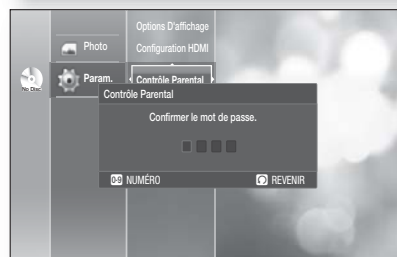 Options D'affichage
Photo
Configuration HDMI
No Disc
Param.
Contrôle Parental
Contrôle Parental
Confirmer le mot de passe.
0-9 NUMÉRO
REVENIR